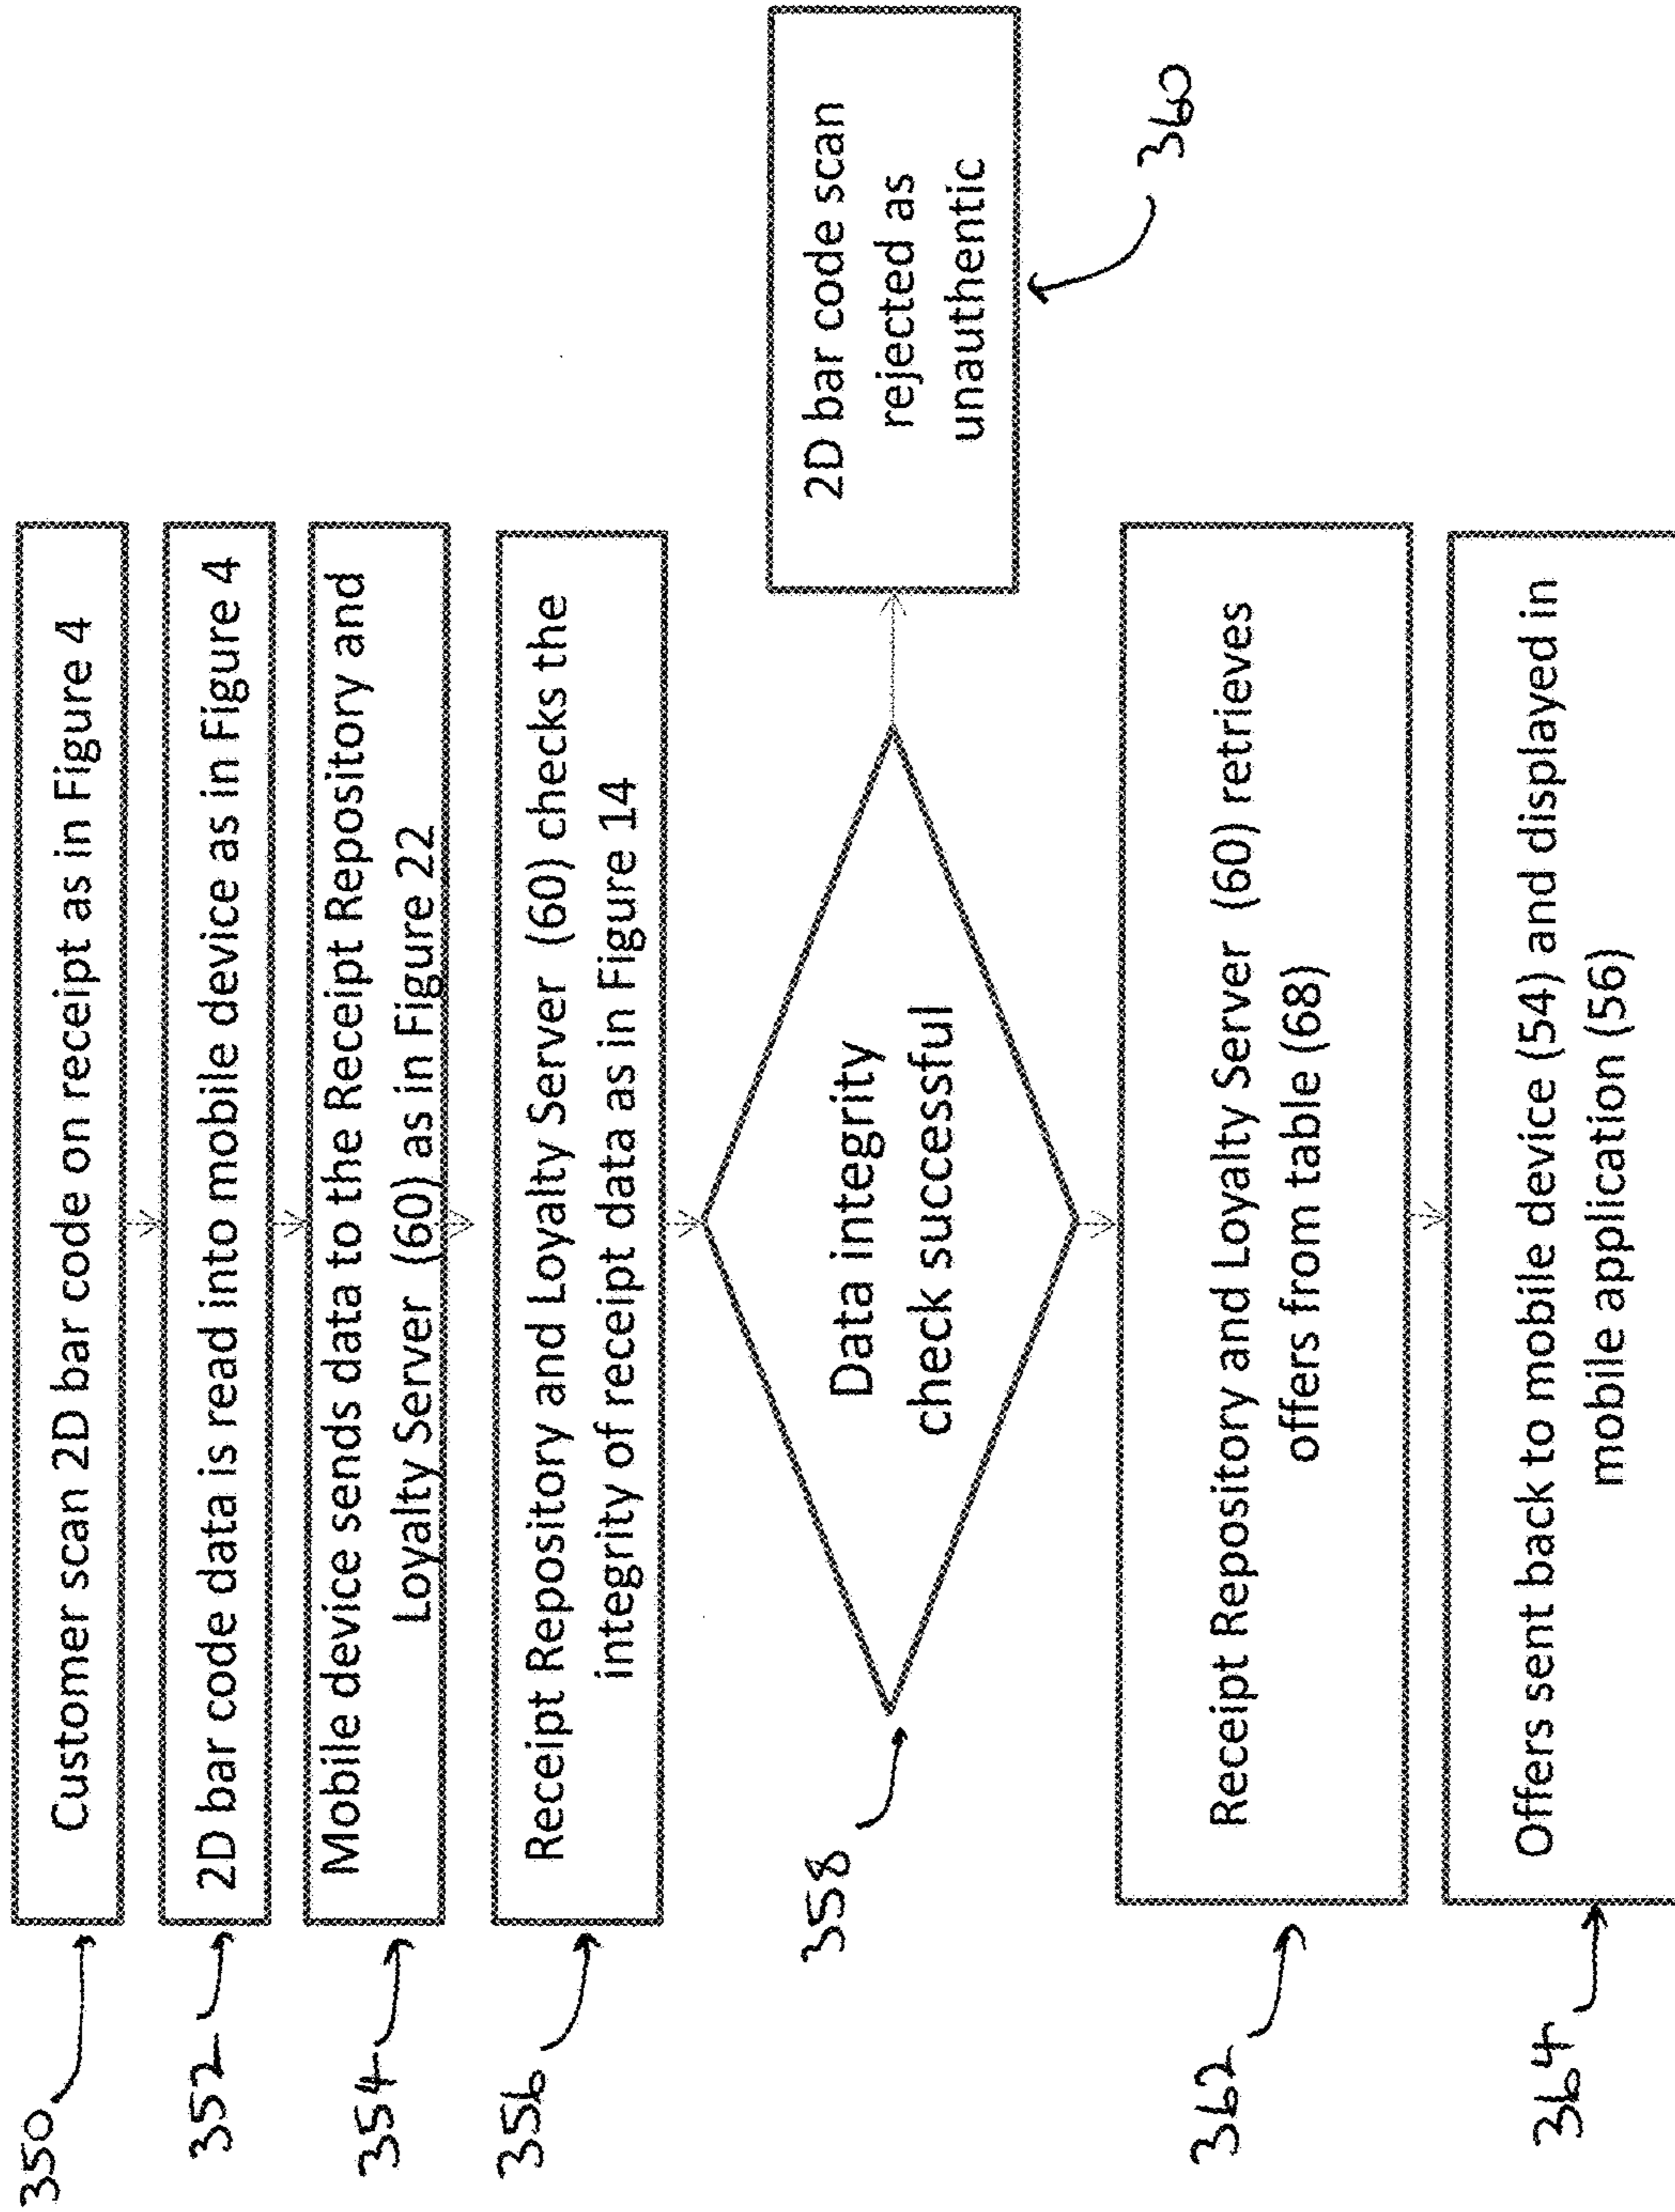 350
Customer scan 2D bar code on receipt as in Figure 4
352
2D bar code data is read into mobile device as in Figure 4
354
Mobile device sends data to the Receipt Repository and
Loyalty Server (60) as in Figure 22
356
Receipt Repository and Loyalty Server (60) checks the
integrity of receipt data as in Figure 14
358
Data integrity
check successful
2D bar code scan
rejected as
unauthentic
360
362
Receipt Repository and Loyalty Server (60) retrieves
offers from table (68)
364
Offers sent back to mobile device (54) and displayed in
mobile application (56)